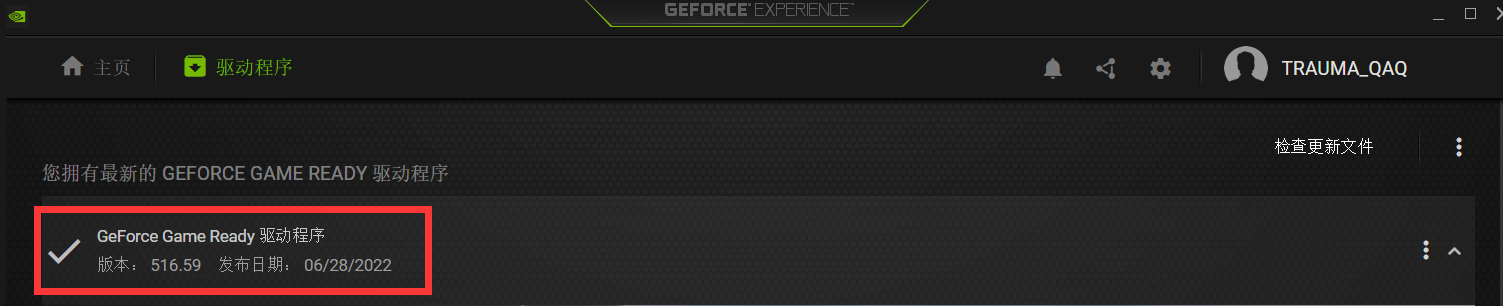 GEFORCE® EXPERIENCE™
主页 驱动程序 TRAUMA_QAQ
检查更新文件
您拥有最新的 GEFORCE GAME READY 驱动程序
GeForce Game Ready 驱动程序
版本： 516.59 发布日期： 06/28/2022